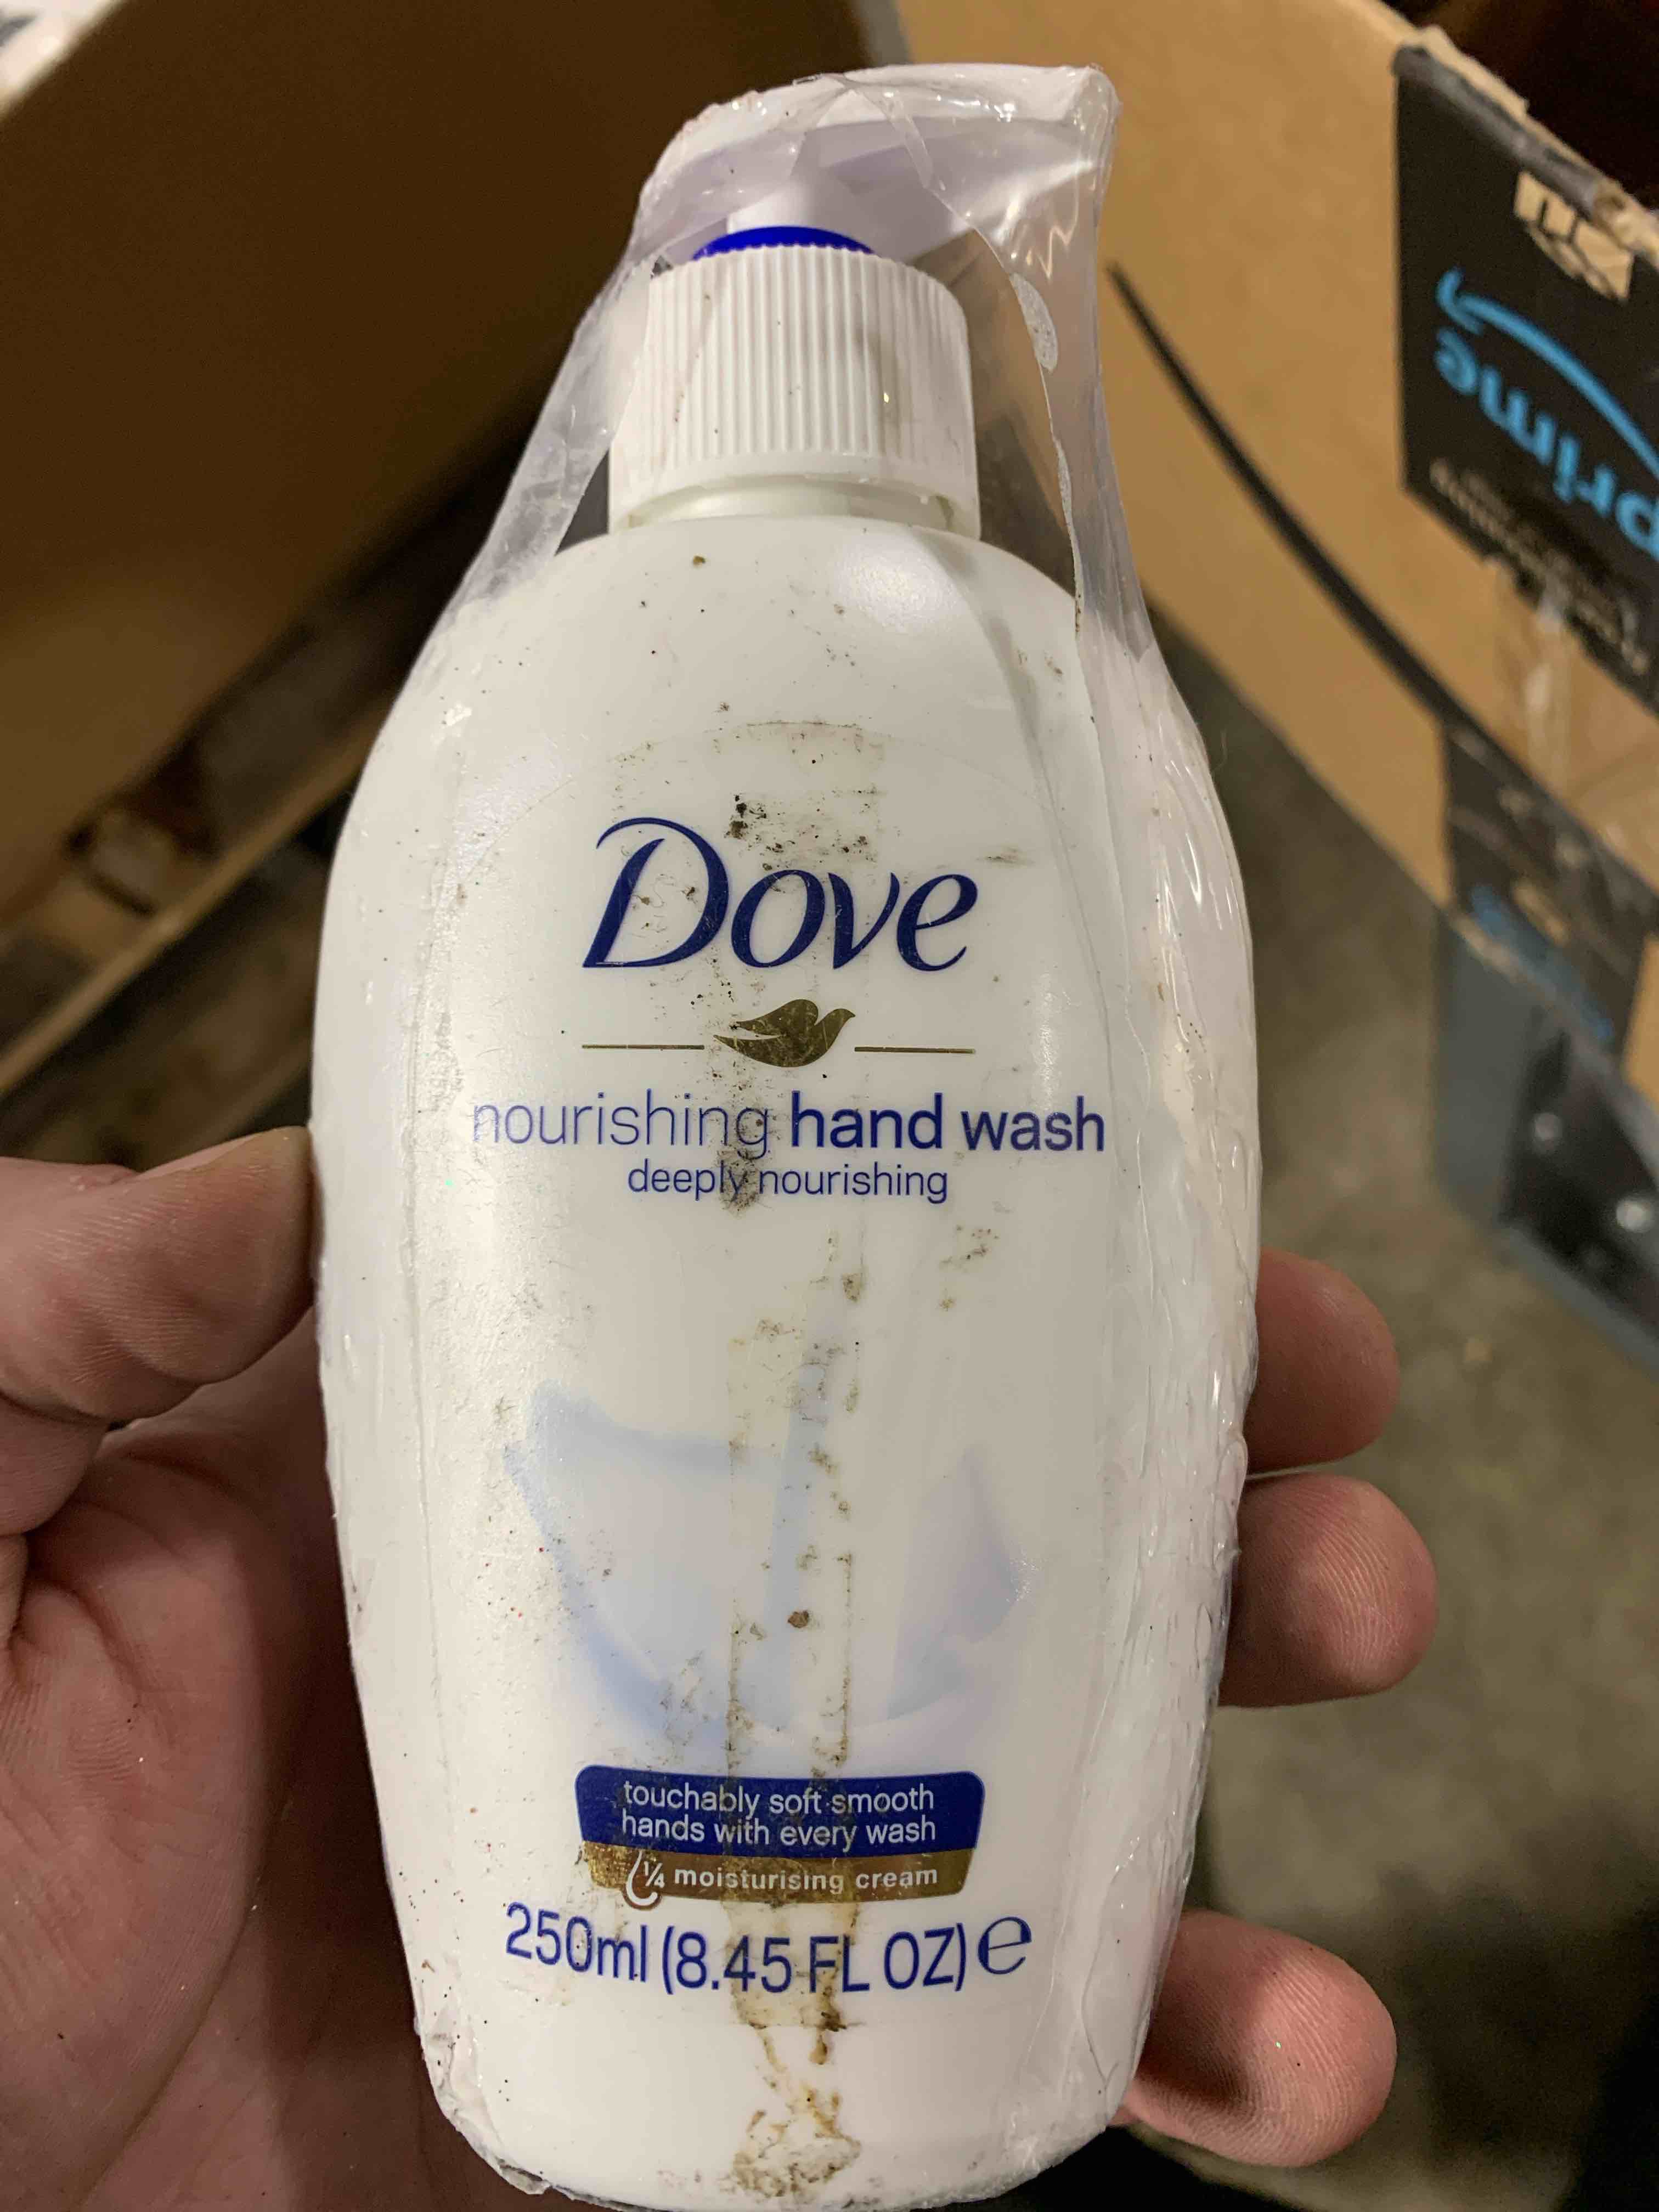 Dove
nourishing hand wash
deeply nourishing
touchably soft smooth
hands with every wash
1/4 moisturising cream
250ml (8.45 FL OZ) e
prime